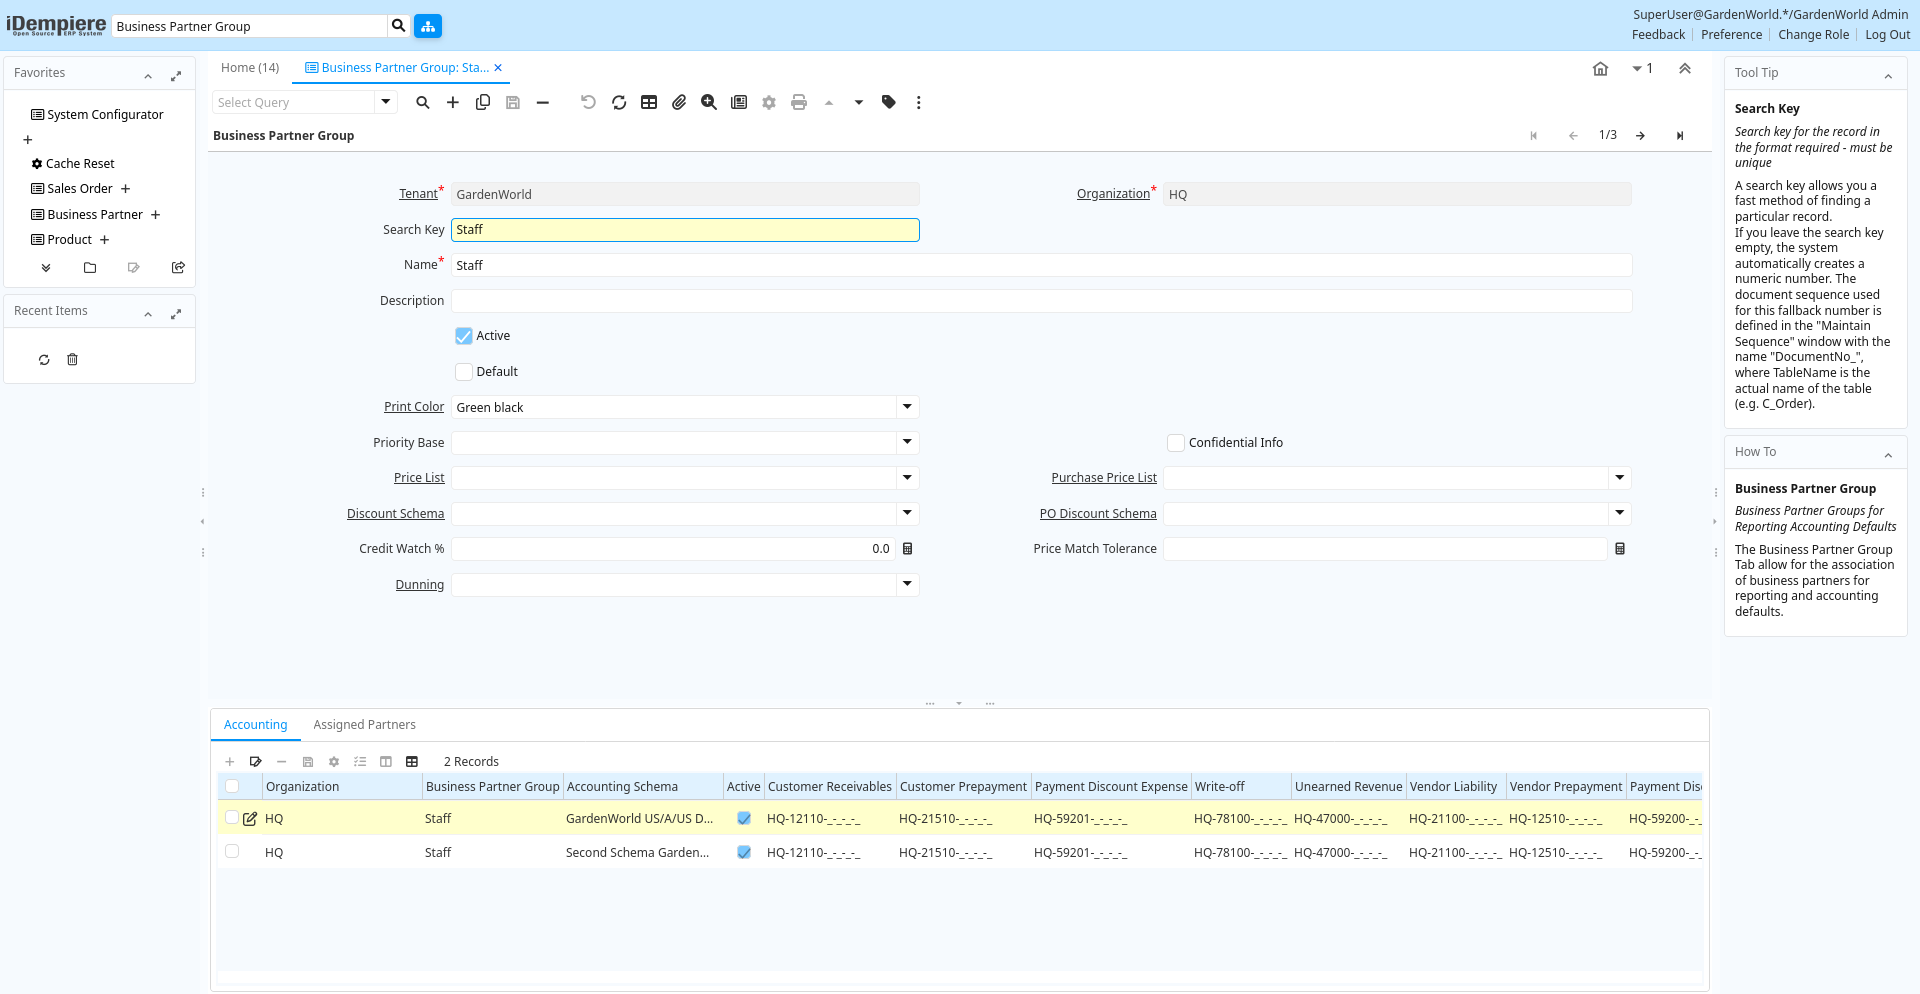 iDempiere
Open Source ERP System
Business Partner Group
SuperUser@GardenWorld.*/GardenWorld Admin
Feedback Preference Change Role Log Out
Favorites
System Configurator
Cache Reset
Sales Order
Business Partner
Product
Recent Items
Home (14) Business Partner Group: Sta...
1
Select Query
Business Partner Group
1/3
Tenant* GardenWorld Organization* HQ
Search Key Staff
Name* Staff
Description
Active
Default
Print Color Green black
Priority Base Confidential Info
Price List Purchase Price List
Discount Schema PO Discount Schema
Credit Watch % 0.0 Price Match Tolerance
Dunning
Accounting Assigned Partners
2 Records
Organization Business Partner Group Accounting Schema Active Customer Receivables Customer Prepayment Payment Discount Expense Write-off Unearned Revenue Vendor Liability Vendor Prepayment Payment Disc
HQ Staff GardenWorld US/A/US D... HQ-12110-_-_-_-_ HQ-21510-_-_-_-_ HQ-59201-_-_-_-_ HQ-78100-_-_-_-_ HQ-47000-_-_-_-_ HQ-21100-_-_-_-_ HQ-12510-_-_-_-_ HQ-59200-_-_
HQ Staff Second Schema Garden... HQ-12110-_-_-_-_ HQ-21510-_-_-_-_ HQ-59201-_-_-_-_ HQ-78100-_-_-_-_ HQ-47000-_-_-_-_ HQ-21100-_-_-_-_ HQ-12510-_-_-_-_ HQ-59200-_-_
Tool Tip
Search Key
Search key for the record in
the format required - must be
unique
A search key allows you a
fast method of finding a
particular record.
If you leave the search key
empty, the system
automatically creates a
numeric number. The
document sequence used
for this fallback number is
defined in the "Maintain
Sequence" window with the
name "DocumentNo_",
where TableName is the
actual name of the table
(e.g. C_Order).
How To
Business Partner Group
Business Partner Groups for
Reporting Accounting Defaults
The Business Partner Group
Tab allow for the association
of business partners for
reporting and accounting
defaults.